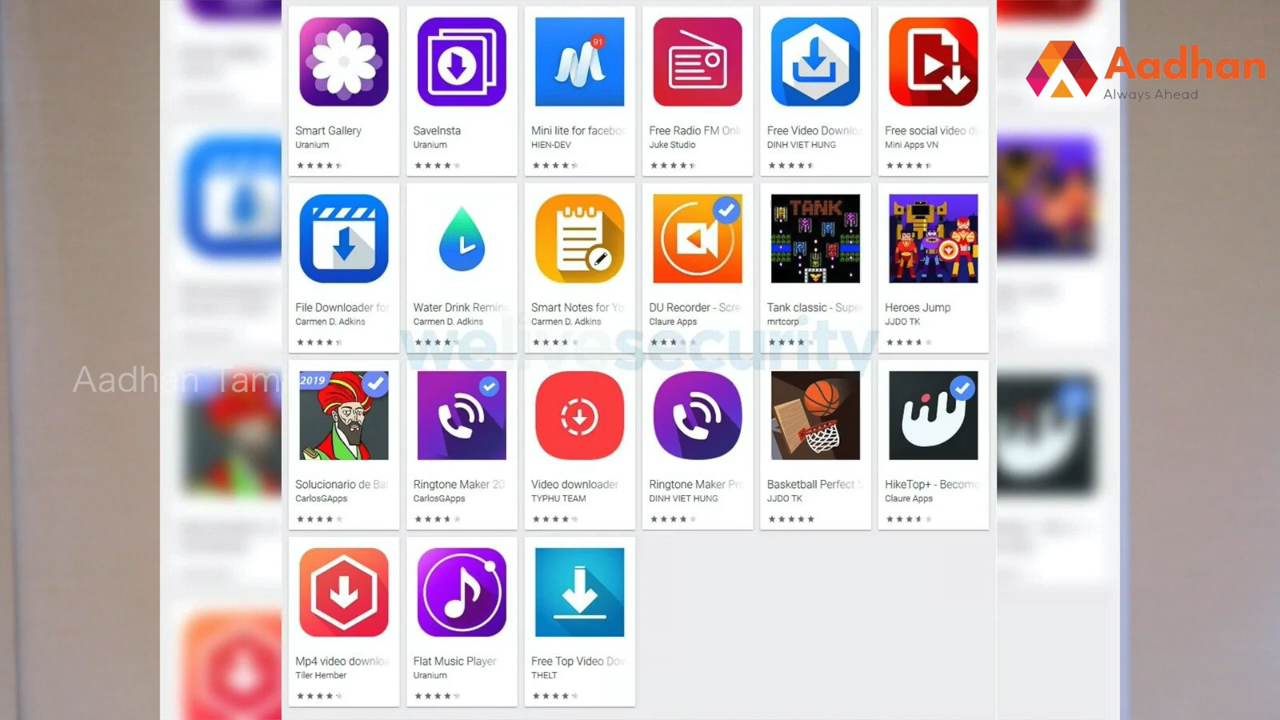 Aadhan
Always Ahead
Smart Gallery
Uranium
SaveInsta
Uranium
91
Mini lite for facebo
HIEN-DEV
Free Radio FM Onl
Juke Studio
Free Video Downlo
DINH VIET HUNG
Free social video d
Mini Apps VN
File Downloader for
Carmen D. Adkins
Water Drink Remin
Carmen D. Adkins
Smart Notes for Yo
Carmen D. Adkins
DU Recorder - Scre
Claure Apps
TANK
Tank classic - Supe
mrtcorp
Heroes Jump
JJDO TK
welivesecurity
Aadhan Tam
2019
Solucionario de Ba
CarlosGApps
Ringtone Maker 20
CarlosGApps
Video downloader
TYPHU TEAM
Ringtone Maker Pr
DINH VIET HUNG
Basketball Perfect S
JJDO TK
HikeTop+ - Become
Claure Apps
Mp4 video downloa
Tiler Hember
Flat Music Player
Uranium
Free Top Video Dow
THELT